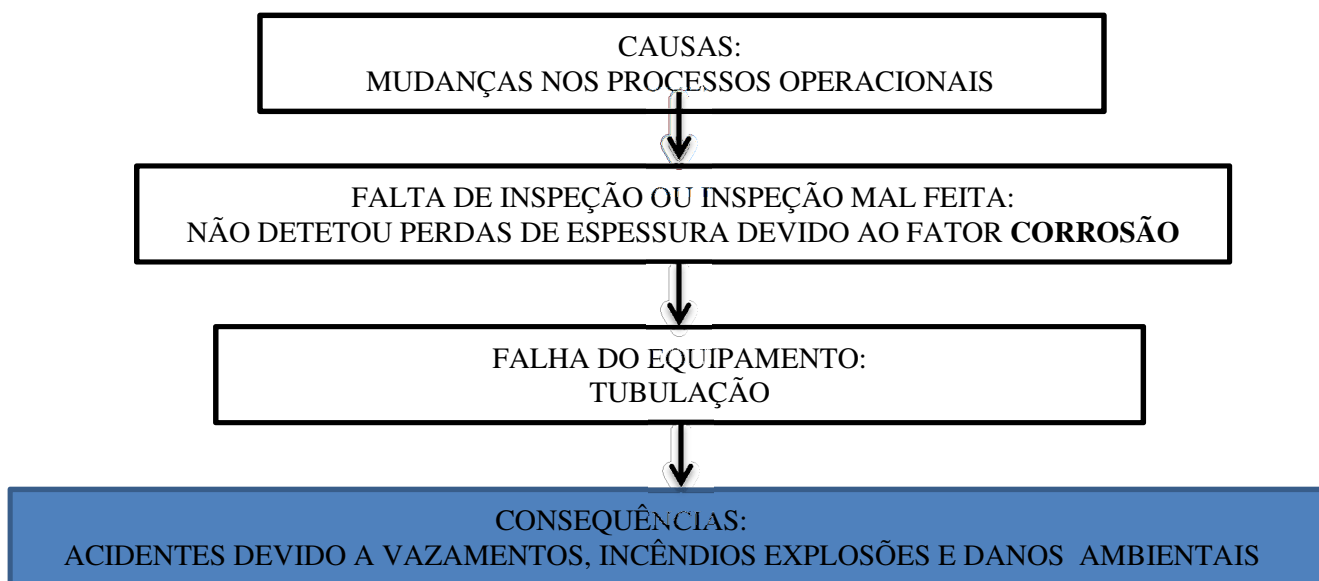 CAUSAS:
MUDANÇAS NOS PROCESSOS OPERACIONAIS
FALTA DE INSPEÇÃO OU INSPEÇÃO MAL FEITA:
NÃO DETETOU PERDAS DE ESPESSURA DEVIDO AO FATOR CORROSÃO
FALHA DO EQUIPAMENTO:
TUBULAÇÃO
CONSEQUÊNCIAS:
ACIDENTES DEVIDO A VAZAMENTOS, INCÊNDIOS EXPLOSÕES E DANOS AMBIENTAIS